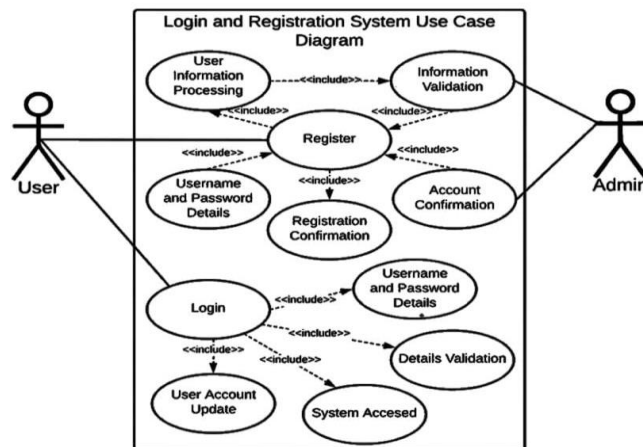 Login and Registration System Use Case
Diagram
User
Information
Processing
<<include>>
Information
Validation
<<include>>
<<include>>
Register
<<include>>
<<include>>
<<include>>
Username
and Password
Details
Registration
Confirmation
Account
Confirmation
User
Admin
Login
<<include>>
Username
and Password
Details
<<include>>
Details Validation
<<include>>
<<include>>
User Account
Update
System Accesed